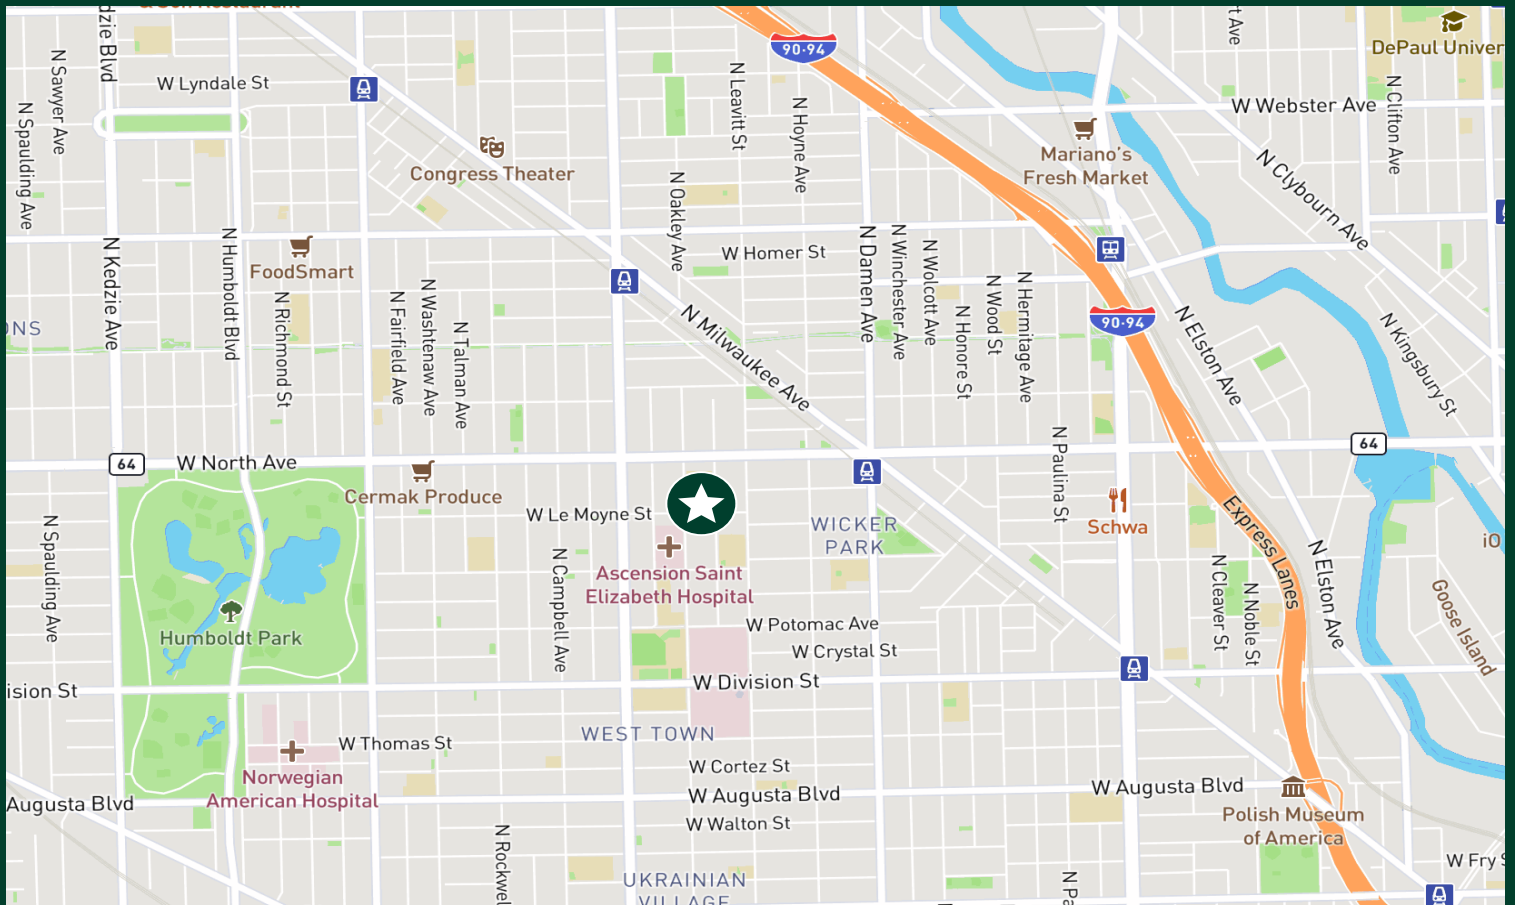 dzie Blvd
90-94
DePaul Univer
N Sawyer Ave
W Lyndale St
N Leavitt St
N Hoyne Ave
W Webster Ave
N Clifton Ave
N Spaulding Ave
Congress Theater
Mariano's
Fresh Market
N Clybourn Ave
N Oakley Ave
N Kedzie Ave
N Humboldt Blvd
FoodSmart
W Homer St
N Damen Ave
N Winchester Ave
N Wolcott Ave
N Wood St
N Hermitage Ave
N Honore St
90-94
N Elston Ave
N Kingsbury St
ONS
N Richmond St
N Fairfield Ave
N Washtenaw Ave
N Talman Ave
N Milwaukee Ave
64
W North Ave
Cermak Produce
64
N Paulina St
W Le Moyne St
WICKER
PARK
Schwa
Express Lanes
iO
N Spaulding Ave
N Campbell Ave
Ascension Saint
Elizabeth Hospital
N Cleaver St
N Noble St
N Elston Ave
Goose Island
Humboldt Park
W Potomac Ave
W Crystal St
ision St
W Division St
WEST TOWN
W Thomas St
Norwegian
American Hospital
W Cortez St
Augusta Blvd
W Augusta Blvd
W Augusta Blvd
W Walton St
Polish Museum
of America
N Rockwel
W Fry S
UKRAINIAN
VILLAGE
N Pa